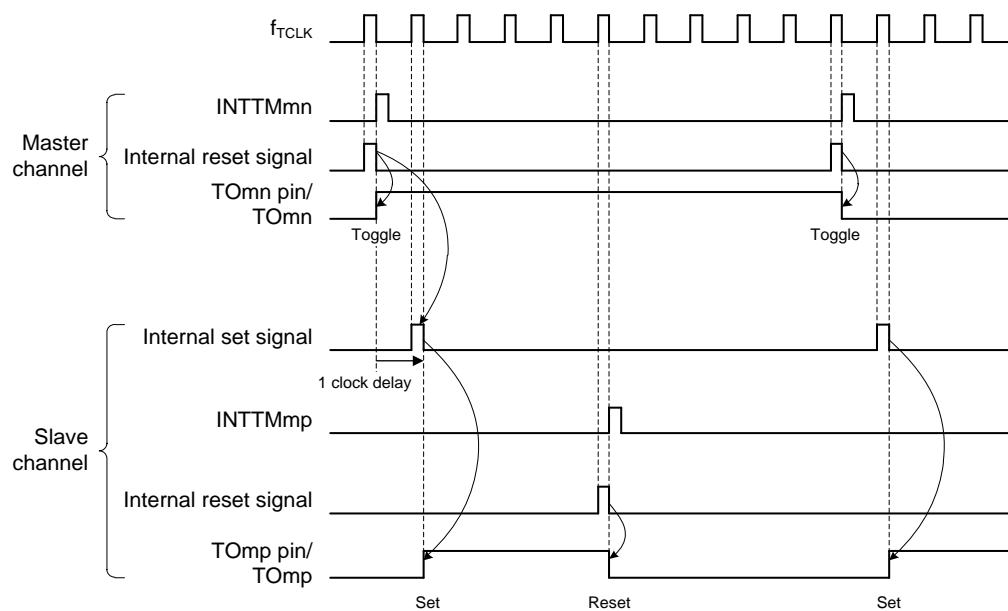 fTCLK
INTTMmn
Master
channel
Internal reset signal
TOmn pin/
TOmn
Toggle
Toggle
Internal set signal
1 clock delay
INTTMmp
Slave
channel
Internal reset signal
TOmp pin/
TOmp
Set
Reset
Set